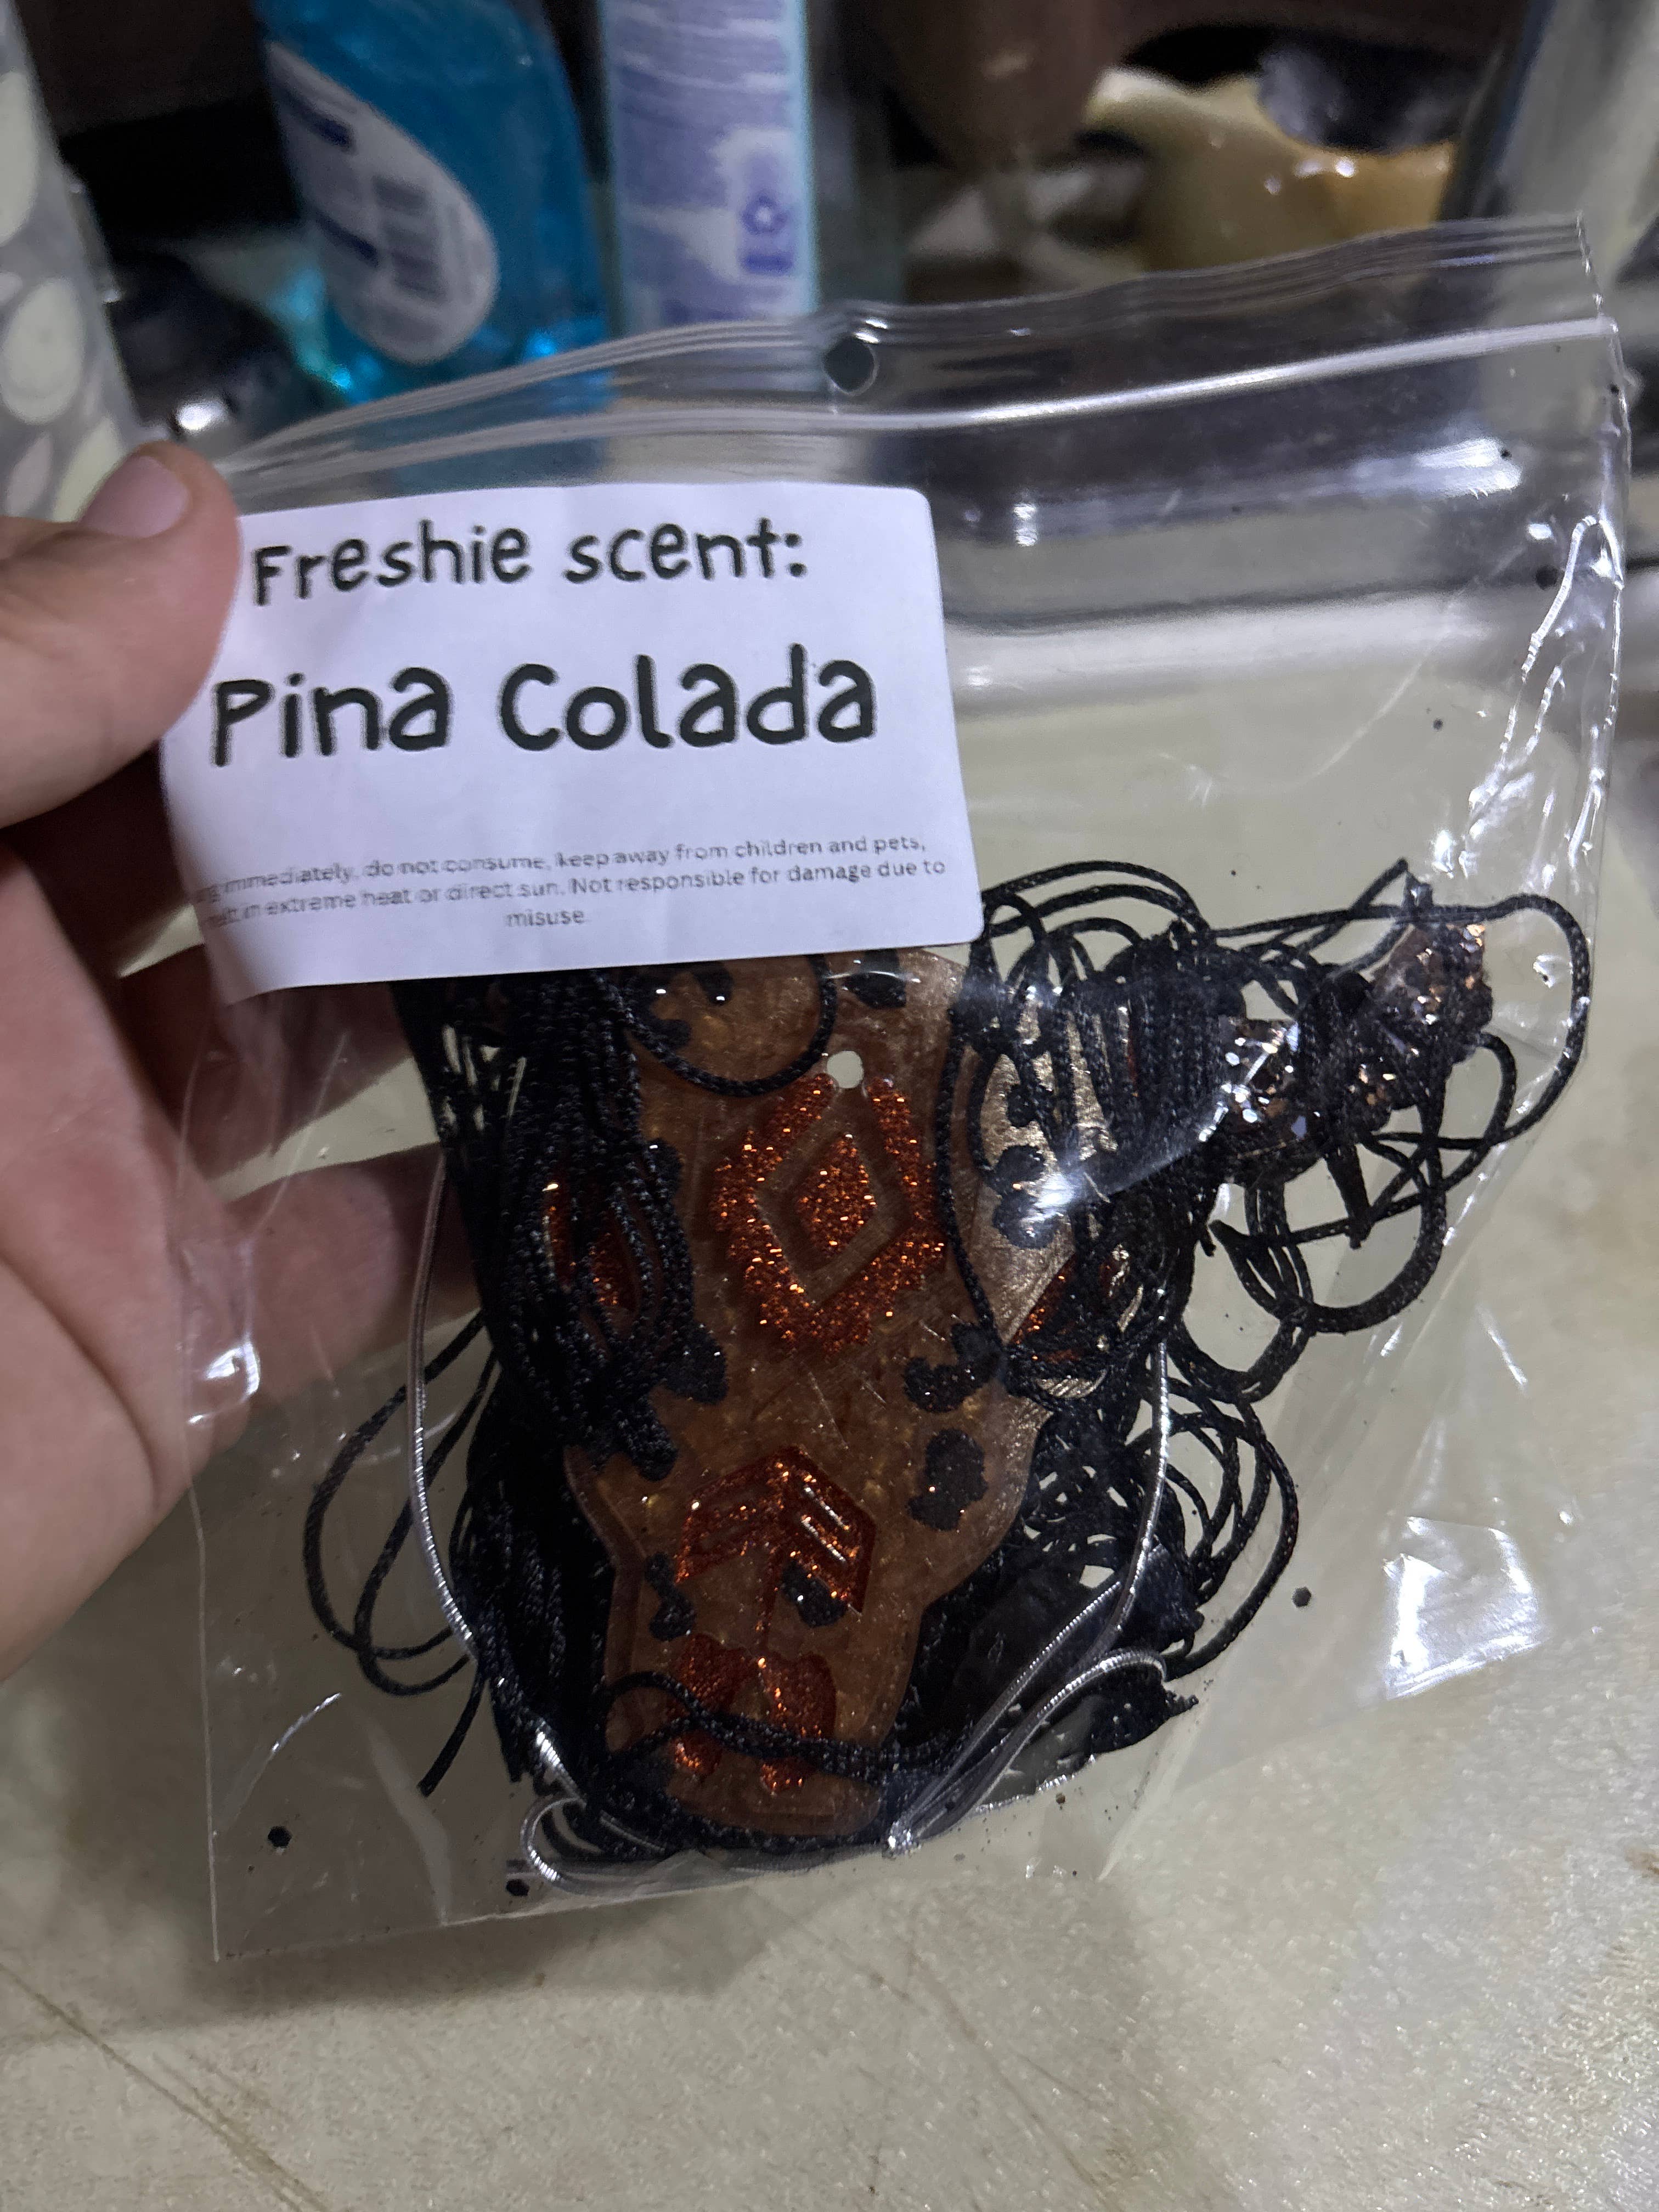 Freshie scent:
Pina Colada
immediately, do not consume, keep away from children and pets,
in extreme heat or direct sun. Not responsible for damage due to
misuse.